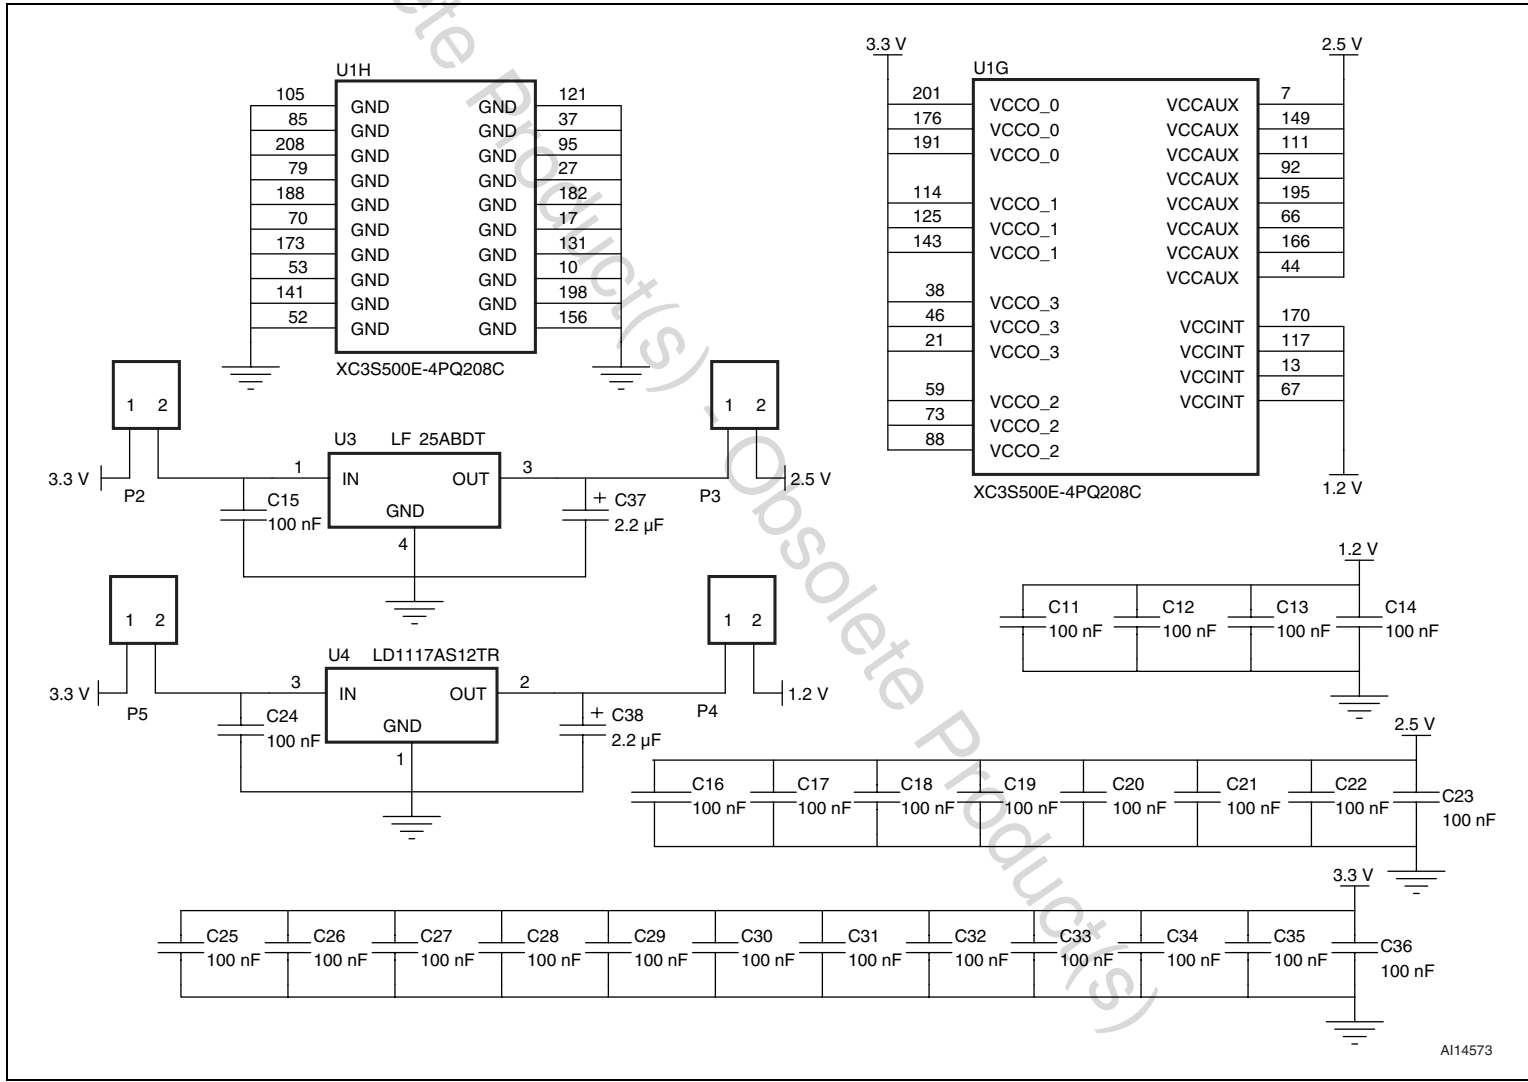 3.3 V
2.5 V
U1H
U1G
105 GND GND 121
85 GND GND 37
208 GND GND 95
79 GND GND 27
188 GND GND 182
70 GND GND 17
173 GND GND 131
53 GND GND 10
141 GND GND 198
52 GND GND 156
XC3S500E-4PQ208C
201 VCCO_0 VCCAUX 7
176 VCCO_0 VCCAUX 149
191 VCCO_0 VCCAUX 111
VCCAUX 92
114 VCCO_1 VCCAUX 195
125 VCCO_1 VCCAUX 66
143 VCCO_1 VCCAUX 166
VCCAUX 44
38 VCCO_3
46 VCCO_3 VCCINT 170
21 VCCO_3 VCCINT 117
VCCINT 13
59 VCCO_2 VCCINT 67
73 VCCO_2
88 VCCO_2
XC3S500E-4PQ208C
1.2 V
1 2
1 2
U3 LF 25ABDT
3.3 V
P2
1 IN OUT 3
GND
4
P3
2.5 V
C15
100 nF
+ C37
2.2 µF
1 2
1 2
U4 LD1117AS12TR
3.3 V
P5
3 IN OUT 2
GND
1
P4
1.2 V
C24
100 nF
+ C38
2.2 µF
1.2 V
C11 C12 C13 C14
100 nF 100 nF 100 nF 100 nF
2.5 V
C16 C17 C18 C19 C20 C21 C22 C23
100 nF 100 nF 100 nF 100 nF 100 nF 100 nF 100 nF 100 nF
3.3 V
C25 C26 C27 C28 C29 C30 C31 C32 C33 C34 C35 C36
100 nF 100 nF 100 nF 100 nF 100 nF 100 nF 100 nF 100 nF 100 nF 100 nF 100 nF 100 nF
AI14573
ete Product(s) - Obsolete Product(s)